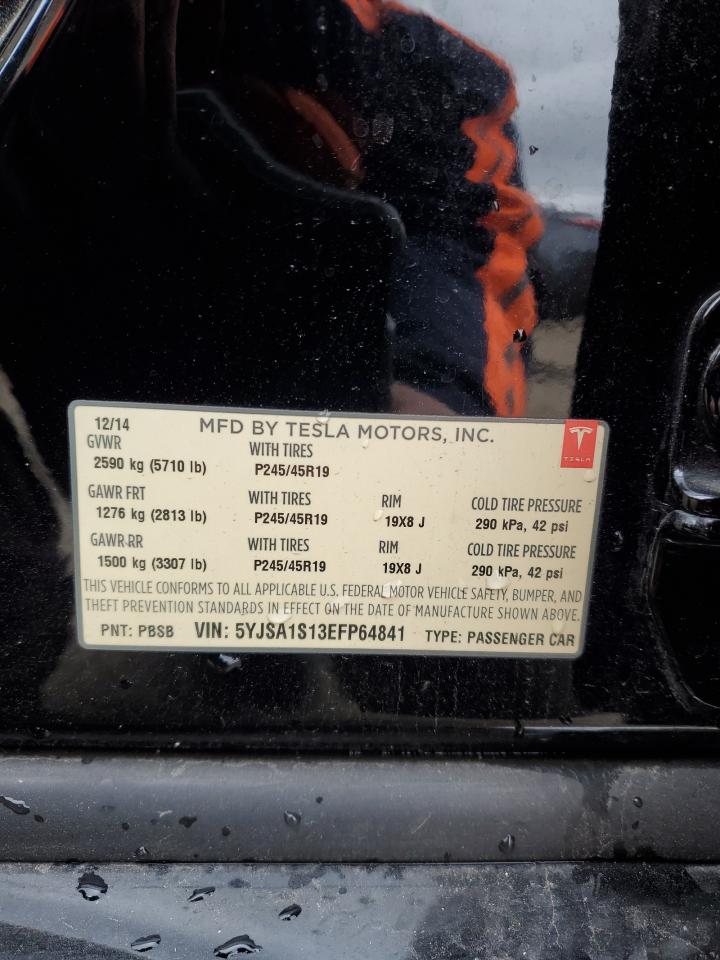 12/14 MFD BY TESLA MOTORS, INC.
GVWR WITH TIRES
2590 kg (5710 lb) P245/45R19
TESLA
GAWR FRT WITH TIRES RIM COLD TIRE PRESSURE
1276 kg (2813 lb) P245/45R19 19X8 J 290 kPa, 42 psi
GAWR RR WITH TIRES RIM COLD TIRE PRESSURE
1500 kg (3307 lb) P245/45R19 19X8 J 290 kPa, 42 psi
THIS VEHICLE CONFORMS TO ALL APPLICABLE U.S. FEDERAL MOTOR VEHICLE SAFETY, BUMPER, AND
THEFT PREVENTION STANDARDS IN EFFECT ON THE DATE OF MANUFACTURE SHOWN ABOVE.
PNT: PBSB VIN: 5YJSA1S13EFP64841 TYPE: PASSENGER CAR